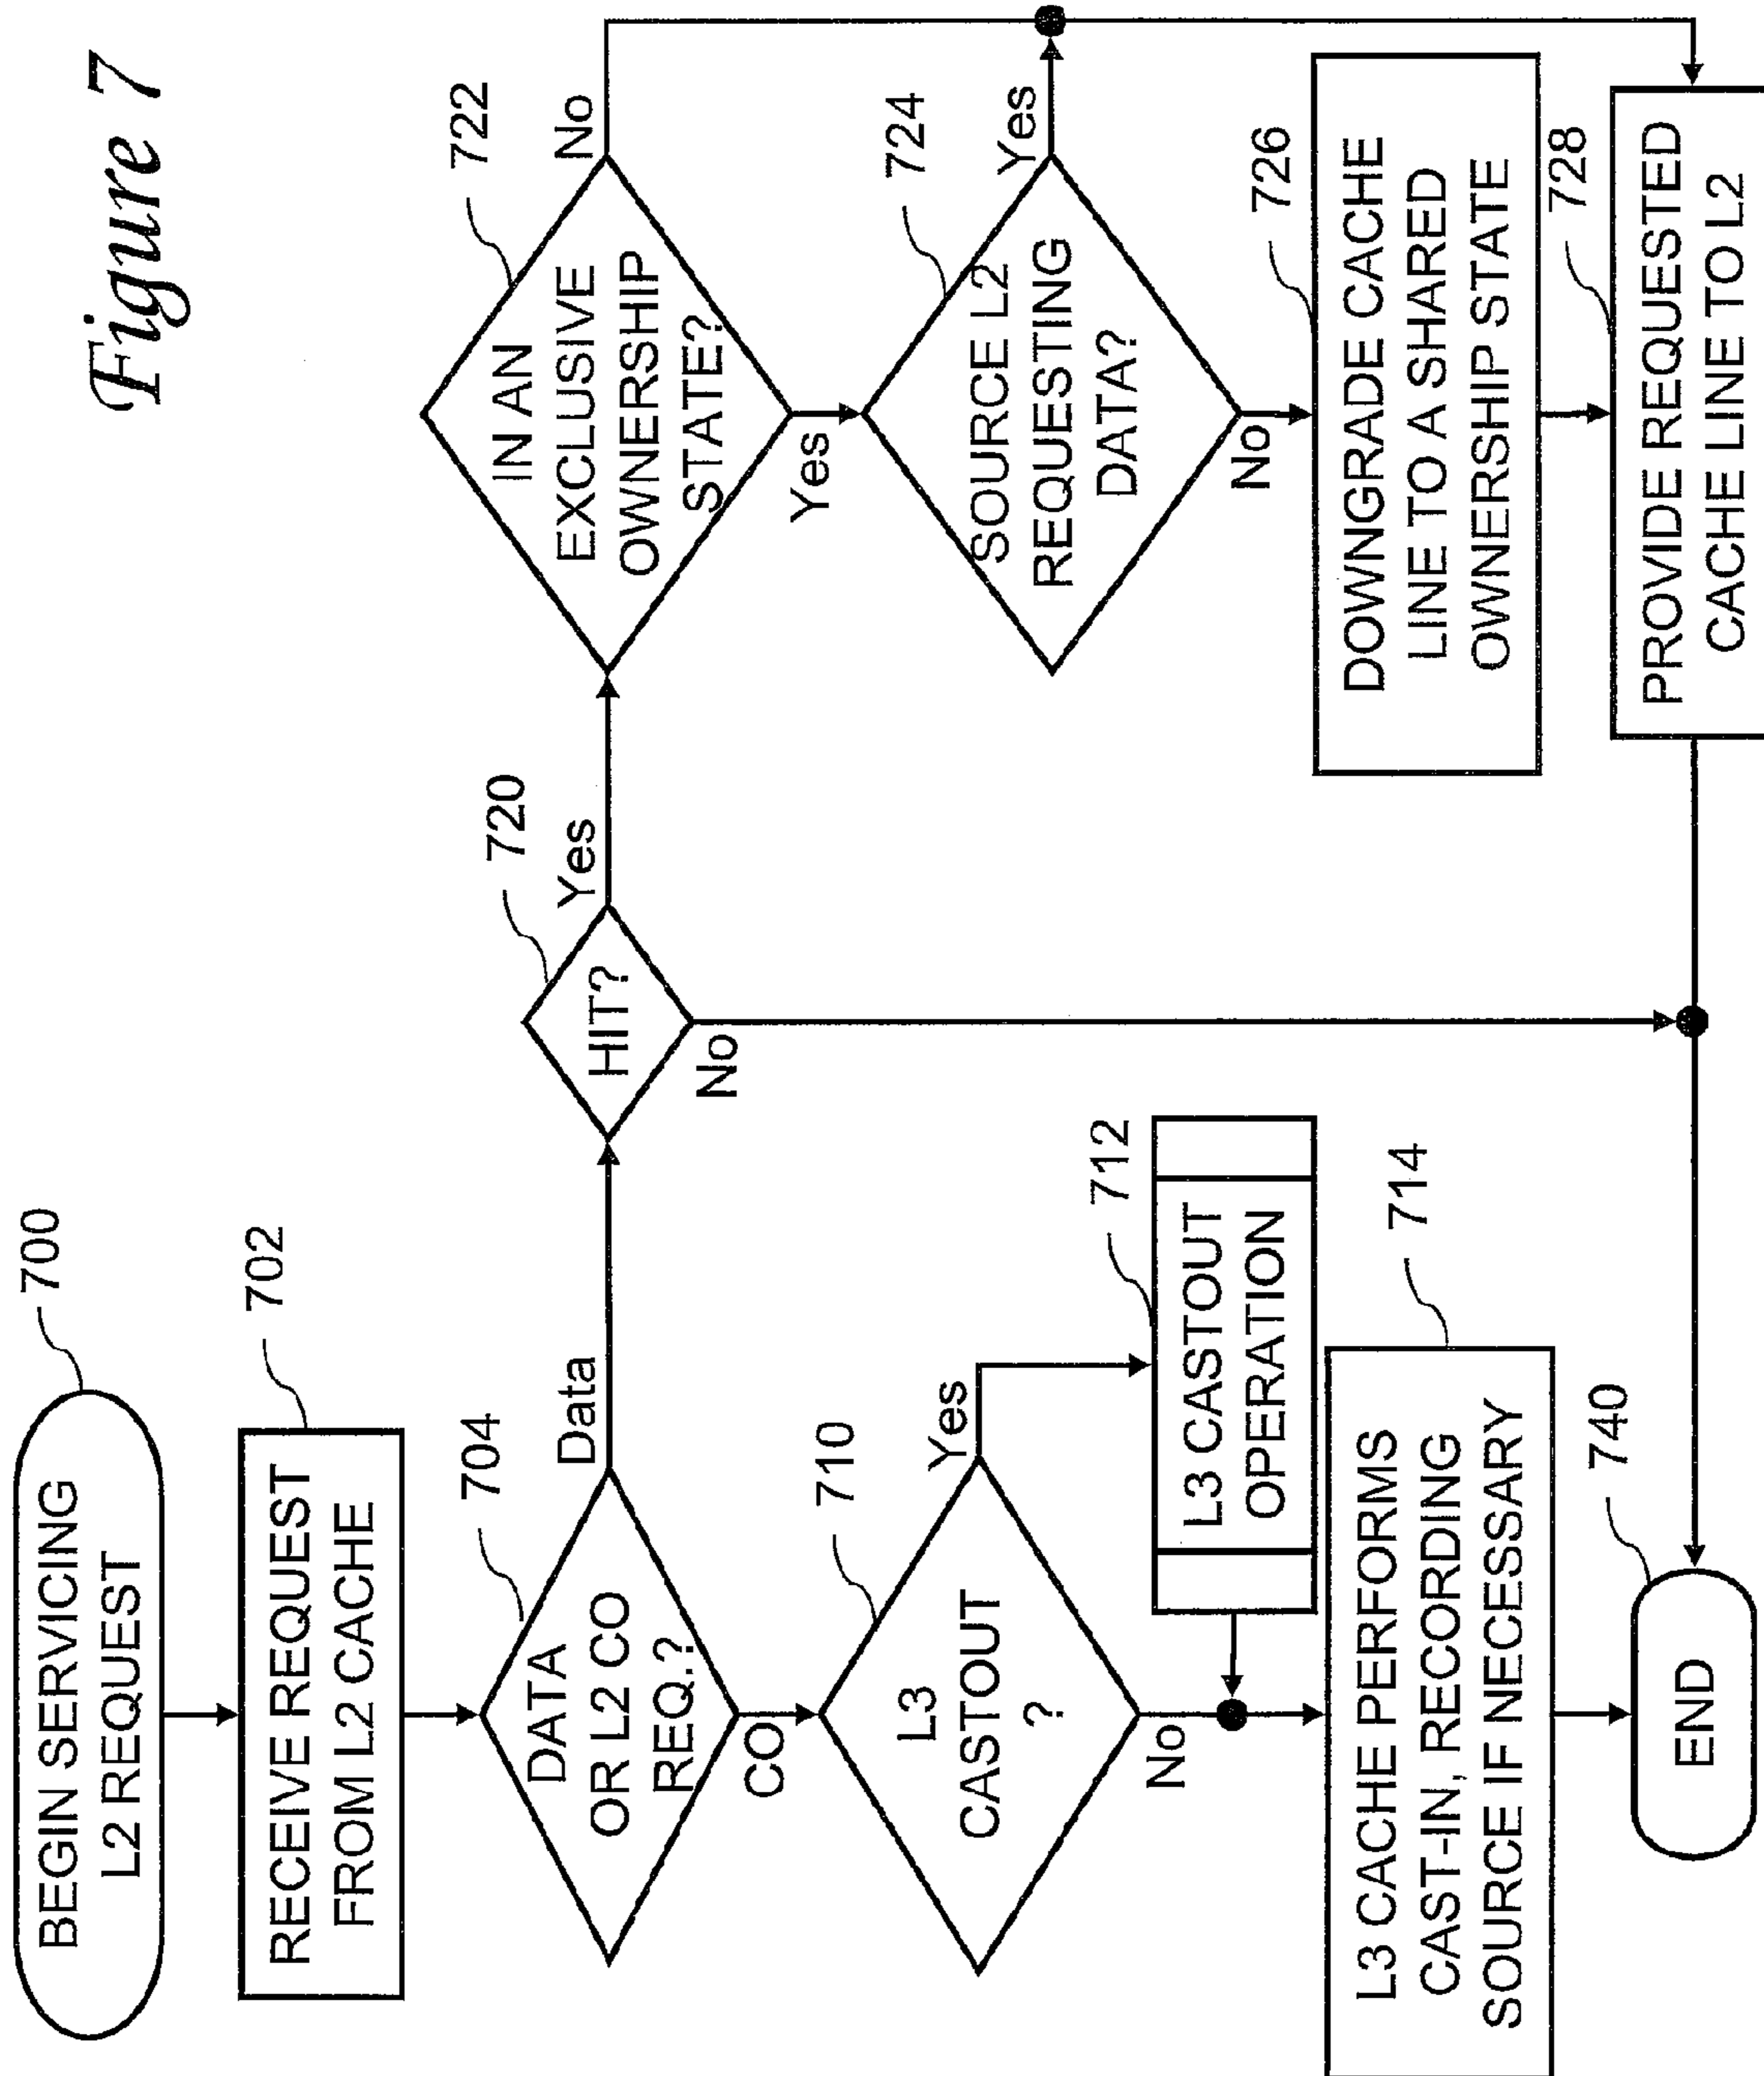 Figure 7
700
BEGIN SERVICING
L2 REQUEST
702
RECEIVE REQUEST
FROM L2 CACHE
704
DATA
OR L2 CO
REQ.?
Data
CO
710
L3
CASTOUT
?
Yes
No
712
L3 CASTOUT
OPERATION
714
L3 CACHE PERFORMS
CAST-IN, RECORDING
SOURCE IF NECESSARY
740
END
720
HIT?
Yes
No
722
IN AN
EXCLUSIVE
OWNERSHIP
STATE?
No
Yes
724
SOURCE L2
REQUESTING
DATA?
Yes
No
726
DOWNGRADE CACHE
LINE TO A SHARED
OWNERSHIP STATE
728
PROVIDE REQUESTED
CACHE LINE TO L2